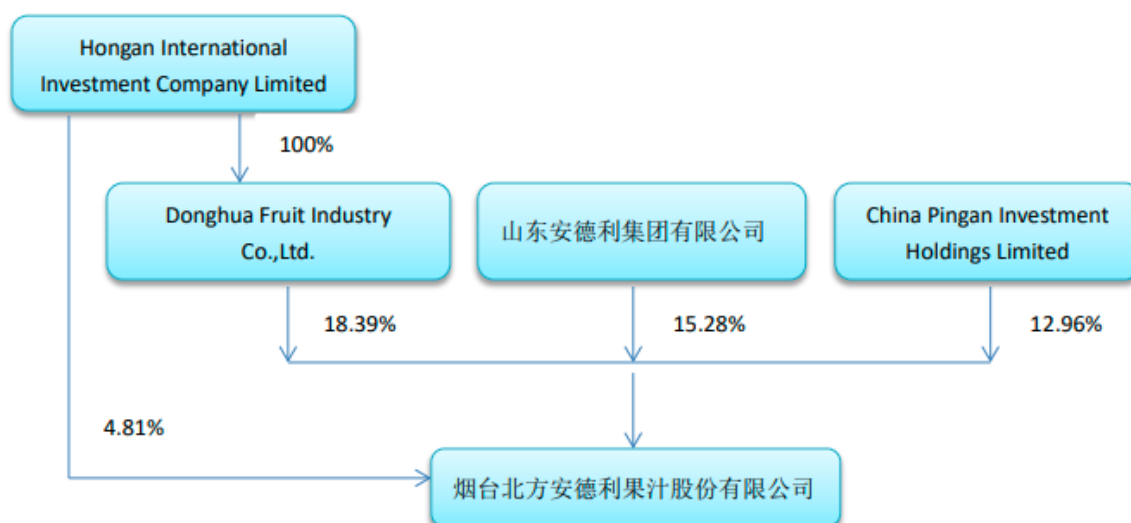 Hongan International
Investment Company Limited
100%
Donghua Fruit Industry
Co.,Ltd.
山东安德利集团有限公司
China Pingan Investment
Holdings Limited
18.39%
15.28%
12.96%
4.81%
烟台北方安德利果汁股份有限公司